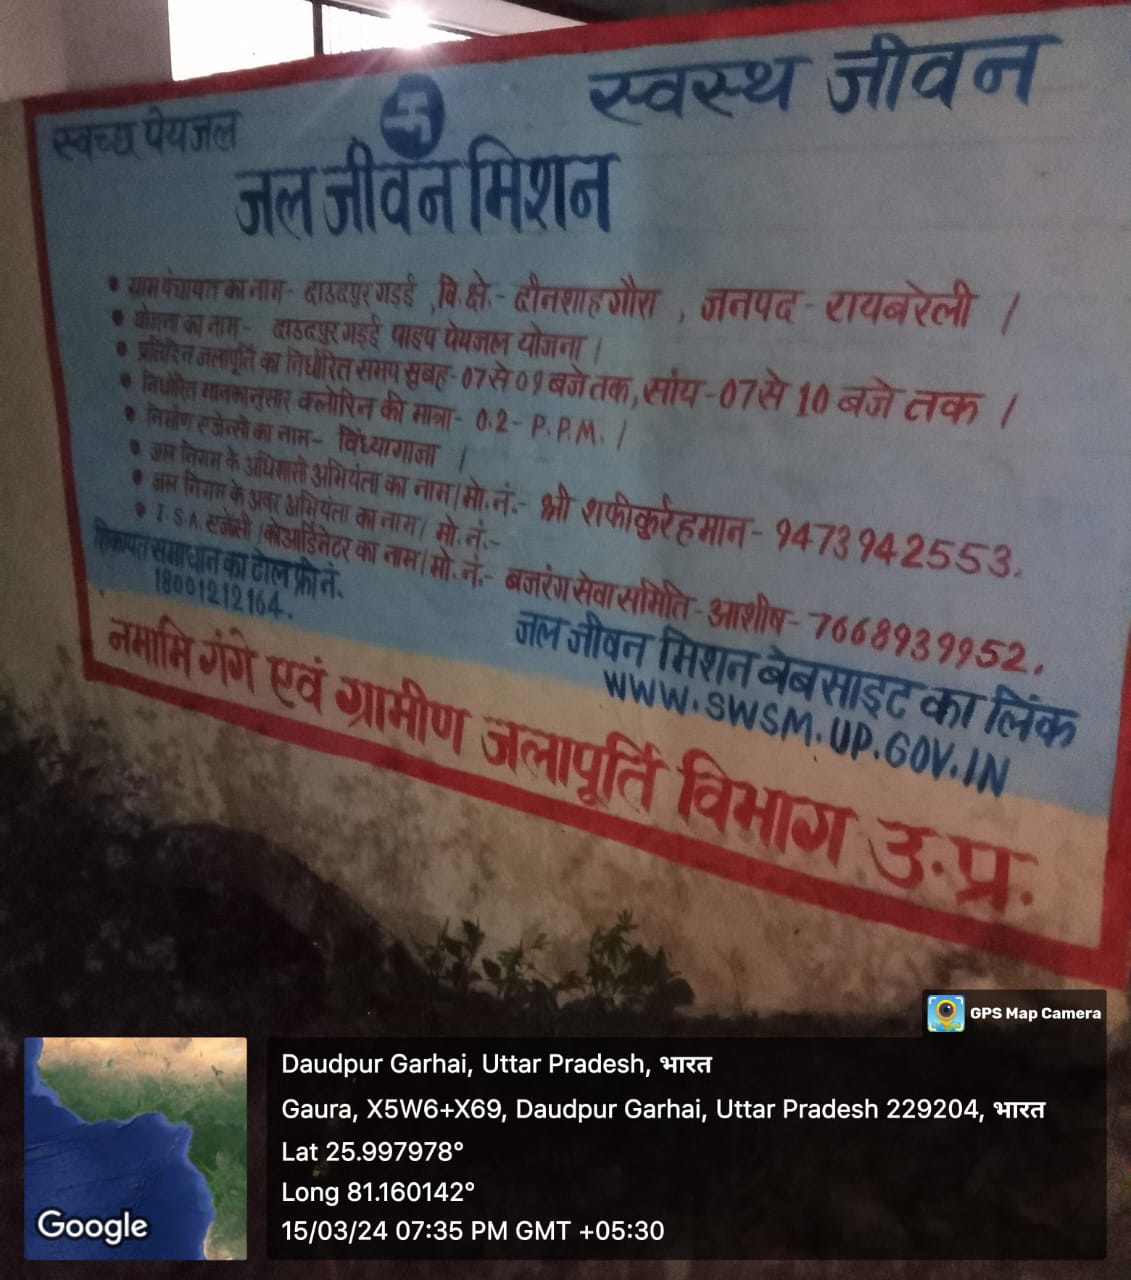 स्वच्छ पेयजल
स्वस्थ जीवन
जल जीवन मिशन
• ग्राम पंचायत का नाम - दाउदपुर गड़ई , वि.क्षे.- दीनशाह गौरा , जनपद - रायबरेली ।
• योजना का नाम - दाउदपुर गड़ई पाइप पेयजल योजना ।
• प्रतिदिन जलापूर्ति का निर्धारित समय सुबह - 07 से 09 बजे तक, सांय - 07 से 10 बजे तक ।
• निर्धारित मानकानुसार क्लोरिन की मात्रा - 0.2 - P.P.M. ।
• निर्माण एजेन्सी का नाम - विंध्यागाजा ।
• जल निगम के अधिशासी अभियंता का नाम/मो.नं:- श्री शफीकुर्रहमान - 9473942553.
• जल निगम के अवर अभियंता का नाम/ मो.नं:-
• I.S.A. एजेंसी/कोआर्डिनेटर का नाम/मो.नं:- बजरंग सेवा समिति - आशीष - 7668939952.
शिकायत समाधान का टोल फ्री नं.
18001212164.
जल जीवन मिशन बेबसाइट का लिंक
WWW.SWSM.UP.GOV.IN
नमामि गंगे एवं ग्रामीण जलापूर्ति विभाग उ.प्र.
GPS Map Camera
Daudpur Garhai, Uttar Pradesh, भारत
Gaura, X5W6+X69, Daudpur Garhai, Uttar Pradesh 229204, भारत
Lat 25.997978°
Long 81.160142°
15/03/24 07:35 PM GMT +05:30
Google